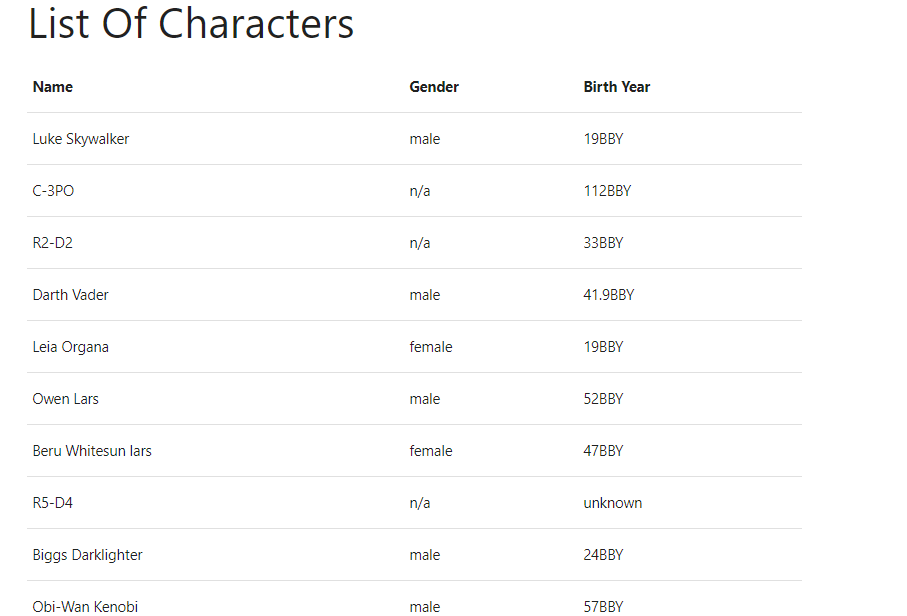 List Of Characters
Name Gender Birth Year
Luke Skywalker male 19BBY
C-3PO n/a 112BBY
R2-D2 n/a 33BBY
Darth Vader male 41.9BBY
Leia Organa female 19BBY
Owen Lars male 52BBY
Beru Whitesun lars female 47BBY
R5-D4 n/a unknown
Biggs Darklighter male 24BBY
Obi-Wan Kenobi male 57BBY